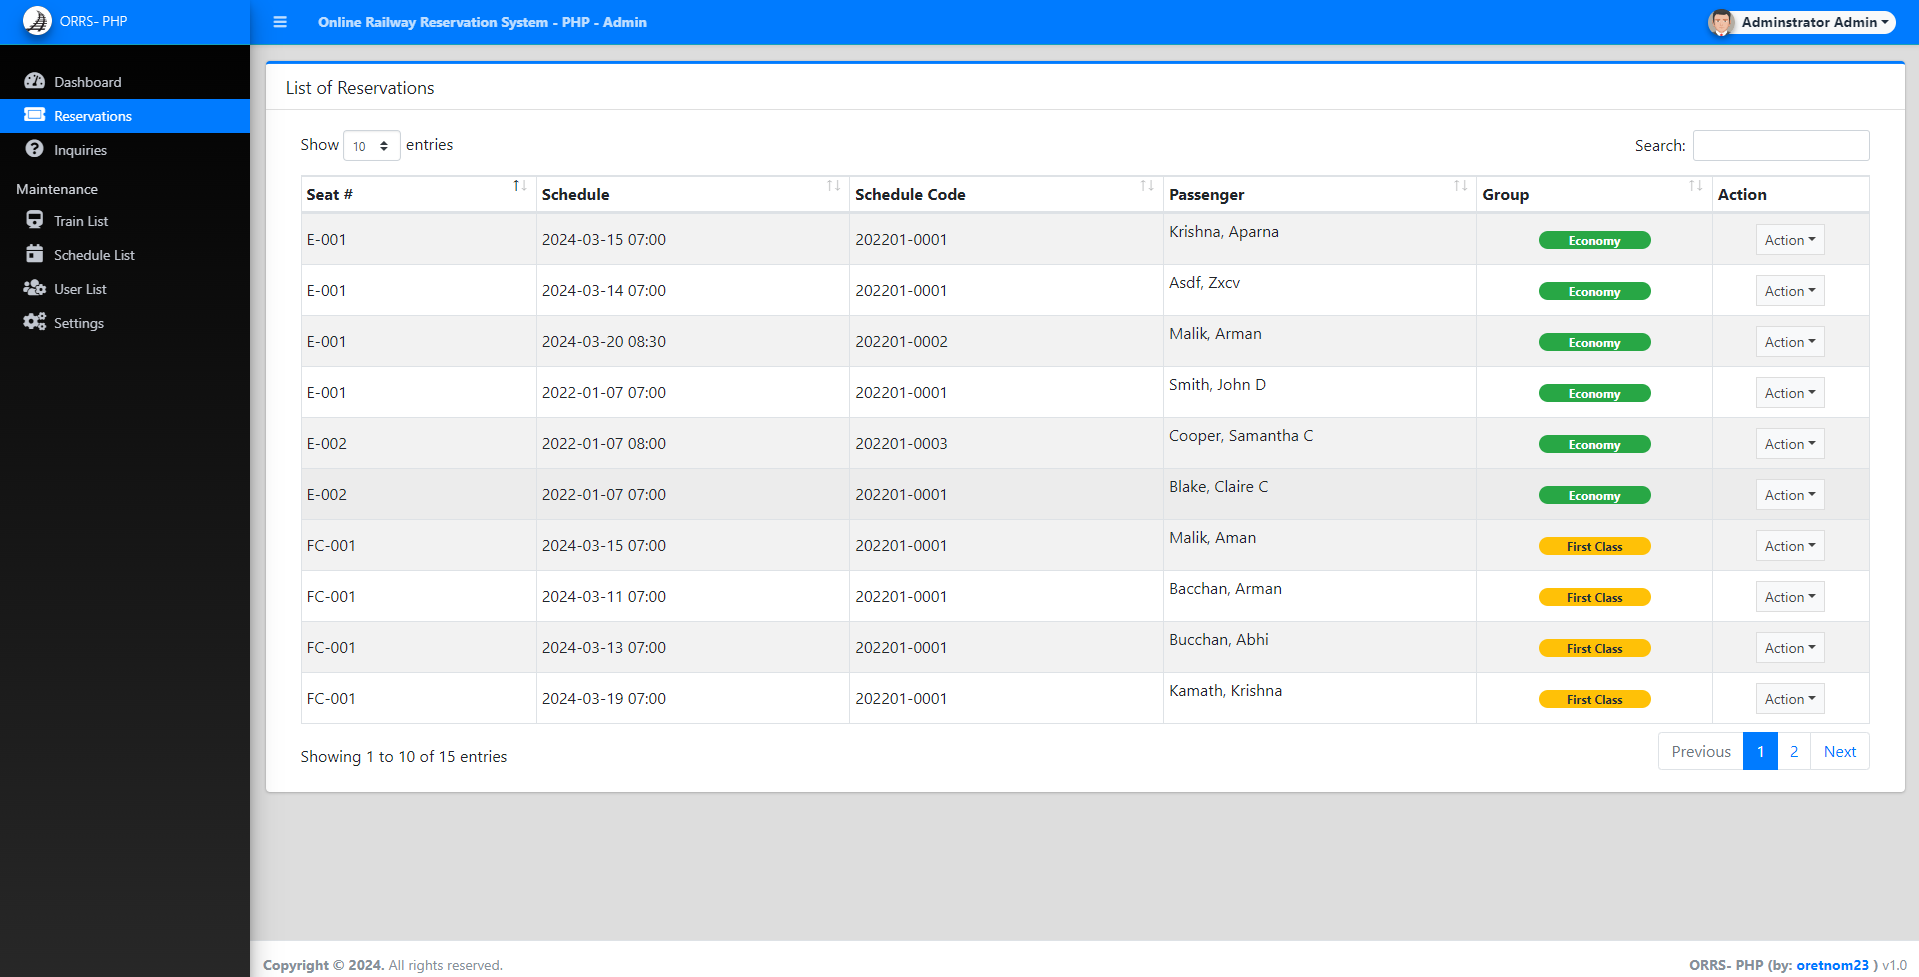 ORRS- PHP
Online Railway Reservation System - PHP - Admin
Adminstrator Admin
Dashboard
Reservations
Inquiries
Maintenance
Train List
Schedule List
User List
Settings
List of Reservations
Show 10 entries
Search:
Seat # Schedule Schedule Code Passenger Group Action
E-001 2024-03-15 07:00 202201-0001 Krishna, Aparna Economy Action
E-001 2024-03-14 07:00 202201-0001 Asdf, Zxcv Economy Action
E-001 2024-03-20 08:30 202201-0002 Malik, Arman Economy Action
E-001 2022-01-07 07:00 202201-0001 Smith, John D Economy Action
E-002 2022-01-07 08:00 202201-0003 Cooper, Samantha C Economy Action
E-002 2022-01-07 07:00 202201-0001 Blake, Claire C Economy Action
FC-001 2024-03-15 07:00 202201-0001 Malik, Aman First Class Action
FC-001 2024-03-11 07:00 202201-0001 Bacchan, Arman First Class Action
FC-001 2024-03-13 07:00 202201-0001 Bucchan, Abhi First Class Action
FC-001 2024-03-19 07:00 202201-0001 Kamath, Krishna First Class Action
Showing 1 to 10 of 15 entries
Previous 1 2 Next
Copyright © 2024. All rights reserved.
ORRS- PHP (by: oretnom23 ) v1.0